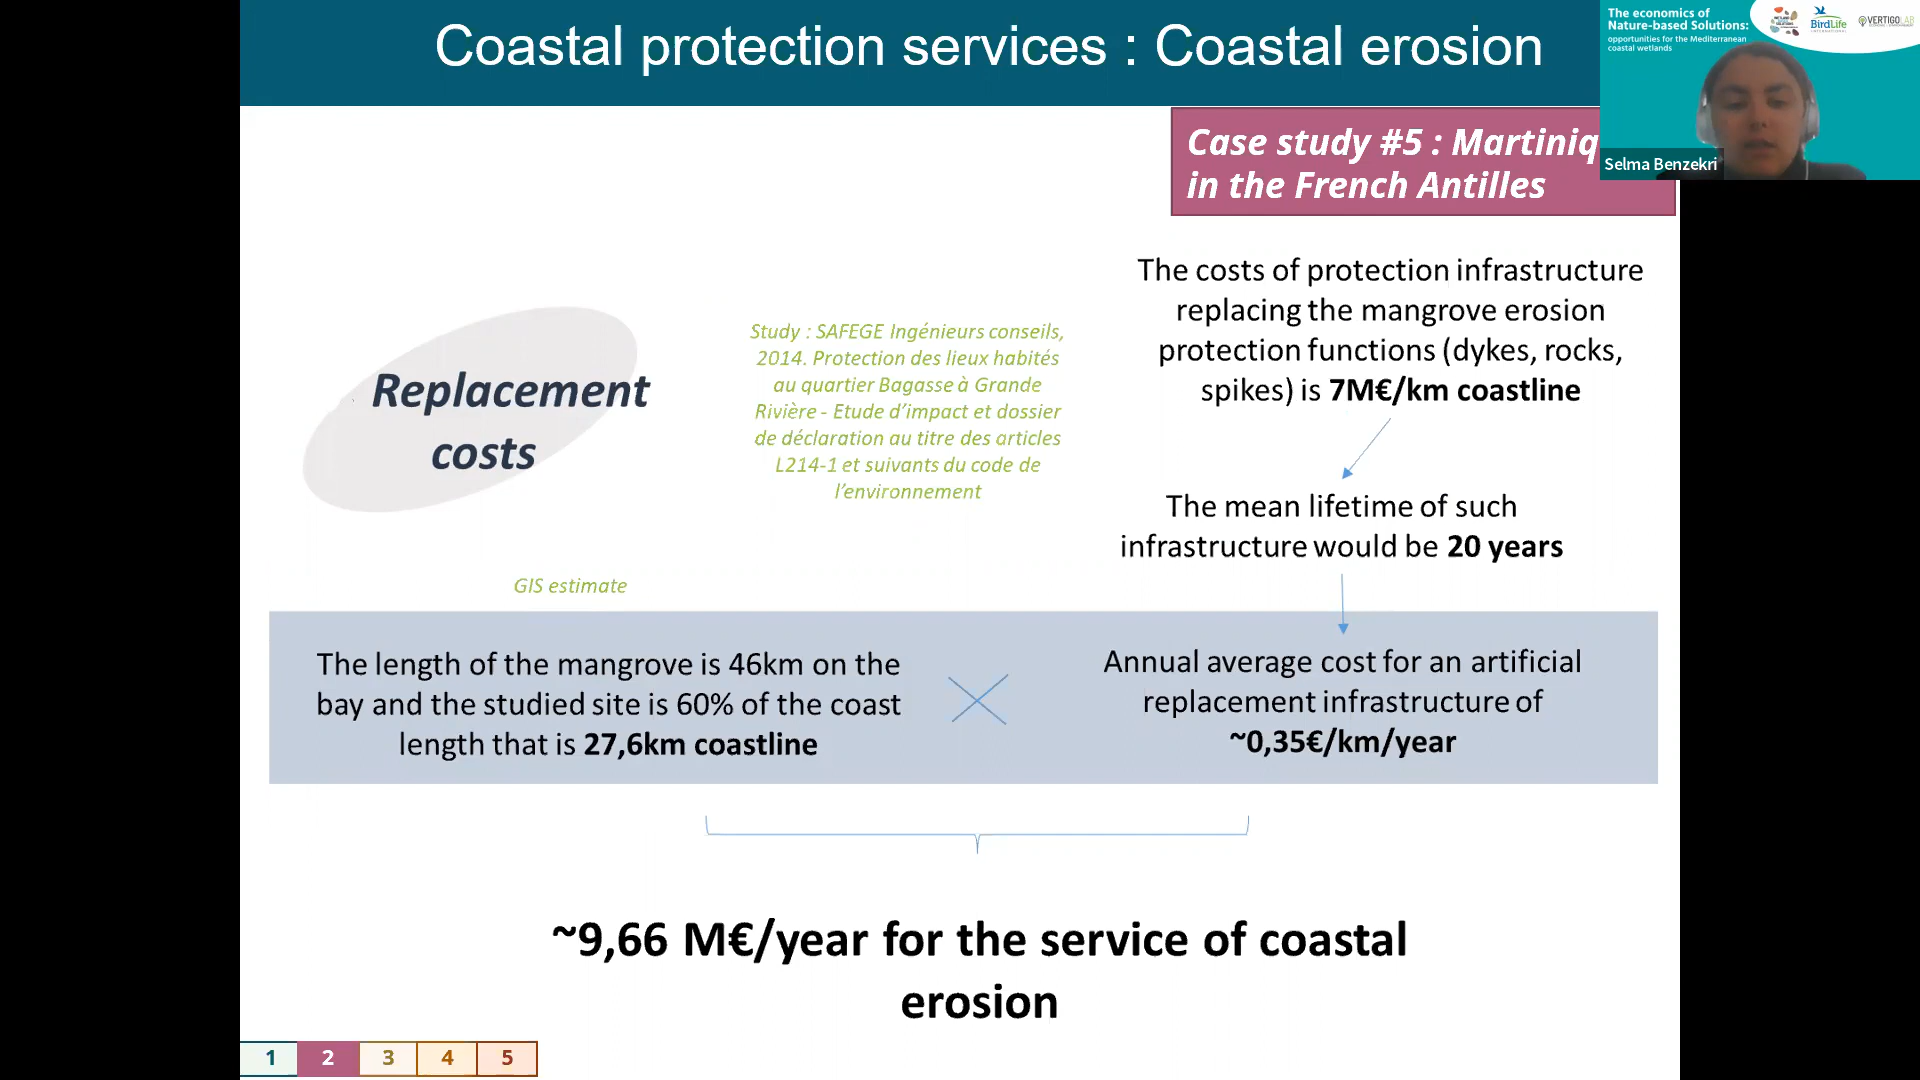 Coastal protection services : Coastal erosion
The economics of
Nature-based Solutions:
opportunities for the Mediterranean
coastal wetlands
BirdLife
INTERNATIONAL
VERTIGOLAB
Selma Benzekri
Case study #5 : Martiniq
in the French Antilles
The costs of protection infrastructure
replacing the mangrove erosion
protection functions (dykes, rocks,
spikes) is 7M€/km coastline
Replacement
costs
Study : SAFEGE Ingénieurs conseils,
2014. Protection des lieux habités
au quartier Bagasse à Grande
Rivière - Etude d’impact et dossier
de déclaration au titre des articles
L214-1 et suivants du code de
l’environnement
The mean lifetime of such
infrastructure would be 20 years
GIS estimate
The length of the mangrove is 46km on the
bay and the studied site is 60% of the coast
length that is 27,6km coastline
Annual average cost for an artificial
replacement infrastructure of
~0,35€/km/year
~9,66 M€/year for the service of coastal
erosion
1 2 3 4 5